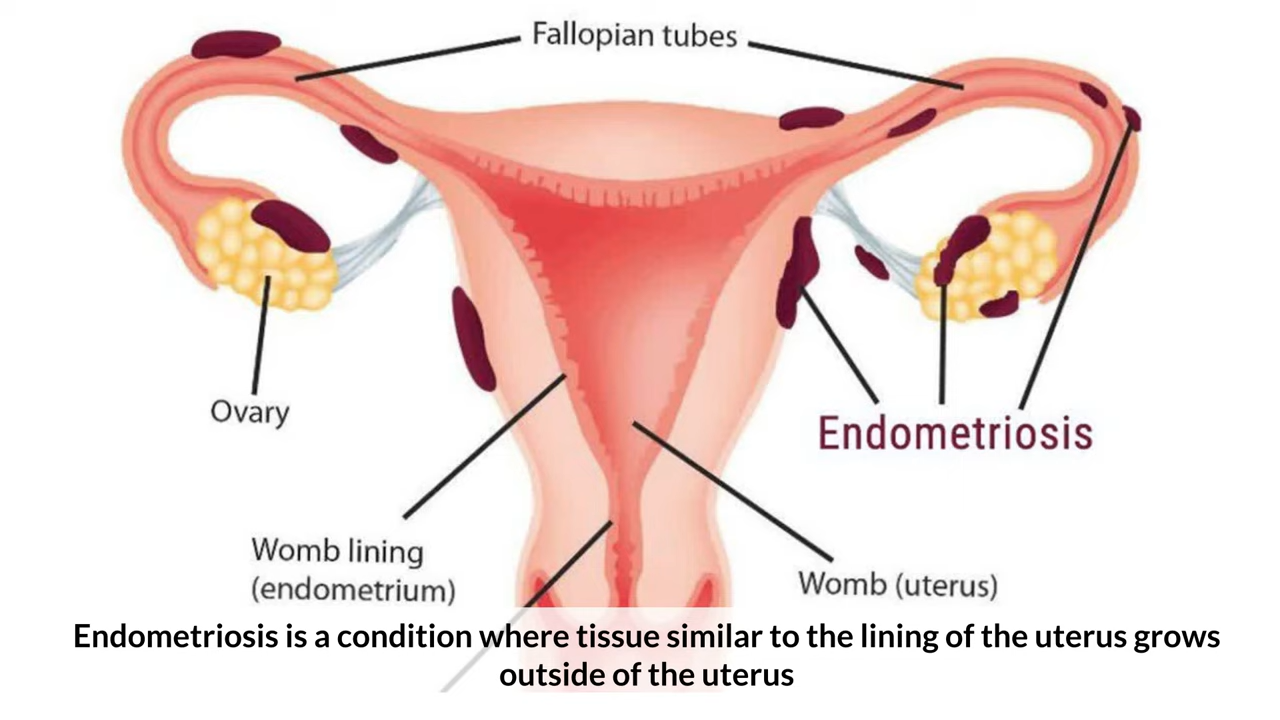 Fallopian tubes
Ovary
Endometriosis
Womb lining
(endometrium)
Womb (uterus)
Endometriosis is a condition where tissue similar to the lining of the uterus grows
outside of the uterus